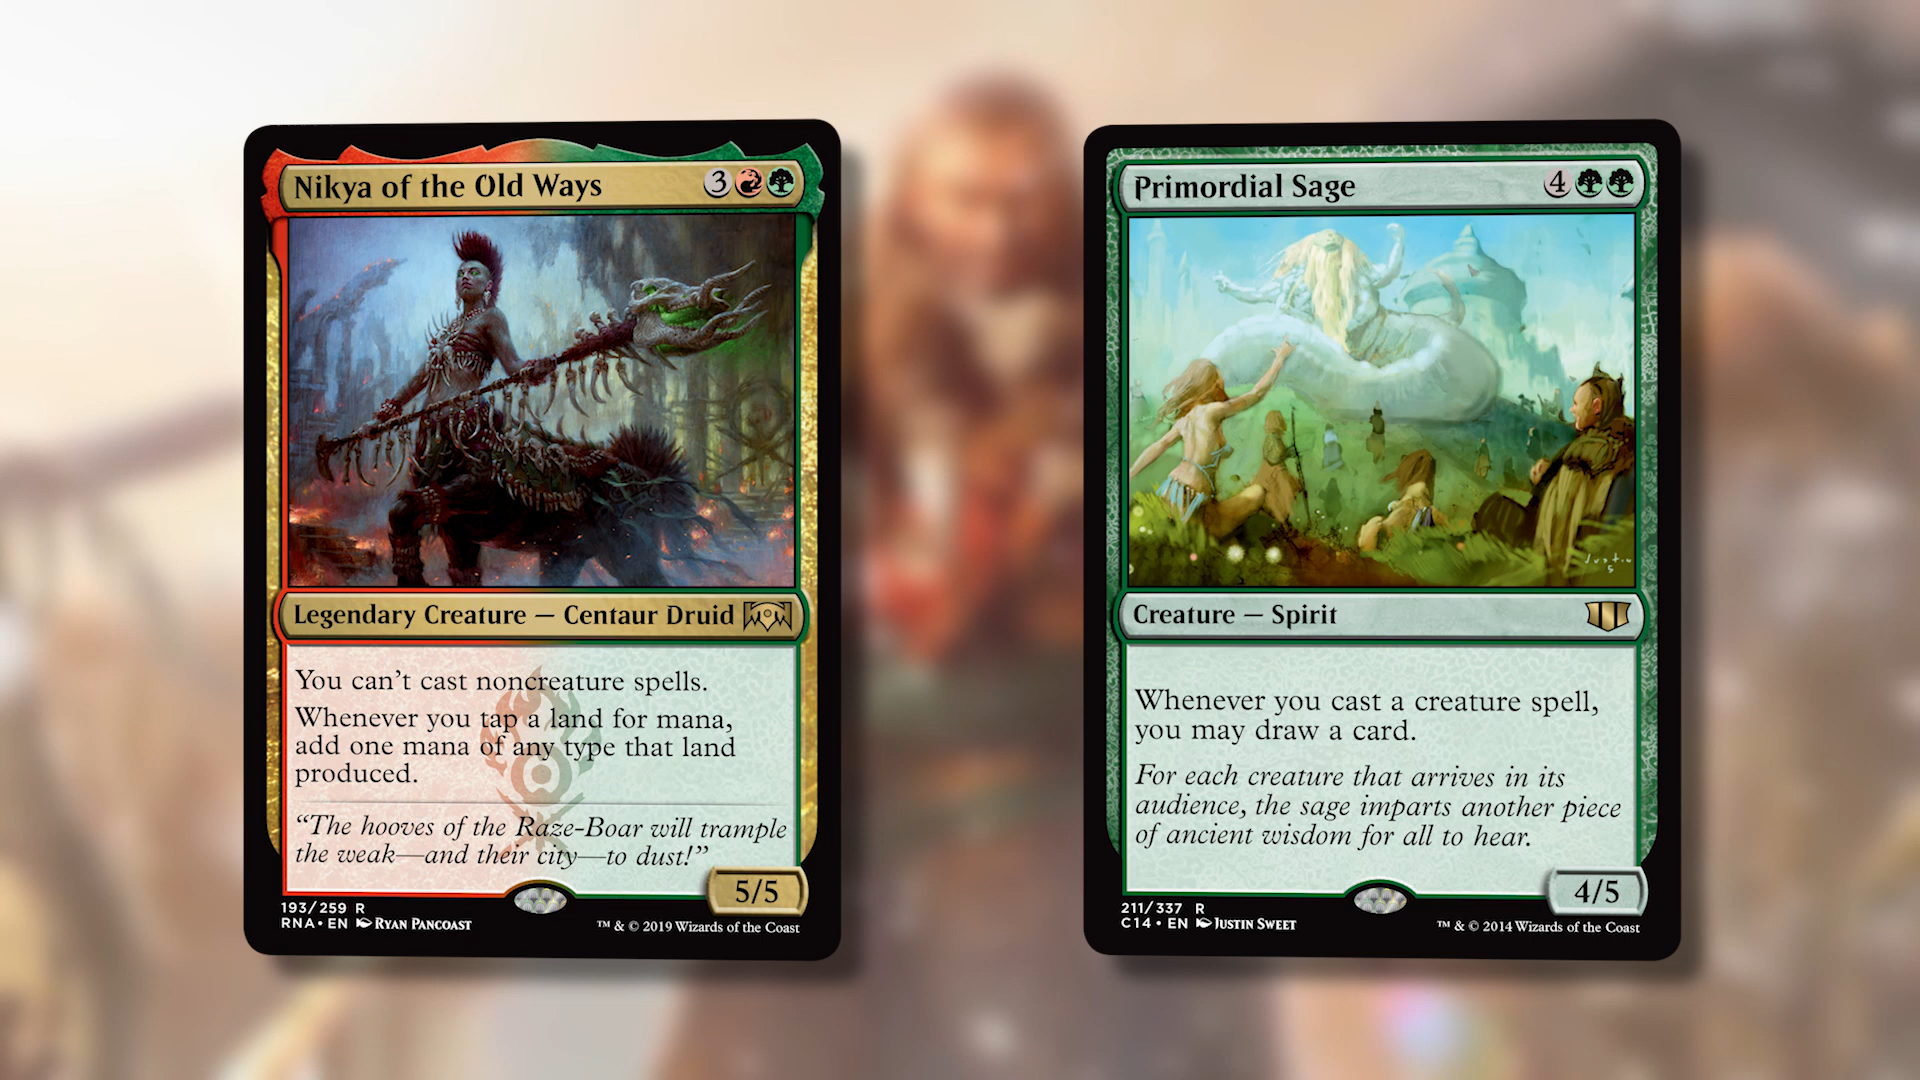 Nikya of the Old Ways 3
Legendary Creature — Centaur Druid
You can't cast noncreature spells.
Whenever you tap a land for mana,
add one mana of any type that land
produced.
“The hooves of the Raze-Boar will trample
the weak—and their city—to dust!”
5/5
193/259 R
RNA • EN Ryan Pancoast
™ & © 2019 Wizards of the Coast
Primordial Sage 4
Justin
5
Creature — Spirit
Whenever you cast a creature spell,
you may draw a card.
For each creature that arrives in its
audience, the sage imparts another piece
of ancient wisdom for all to hear.
4/5
211/337 R
C14 • EN Justin Sweet
™ & © 2014 Wizards of the Coast